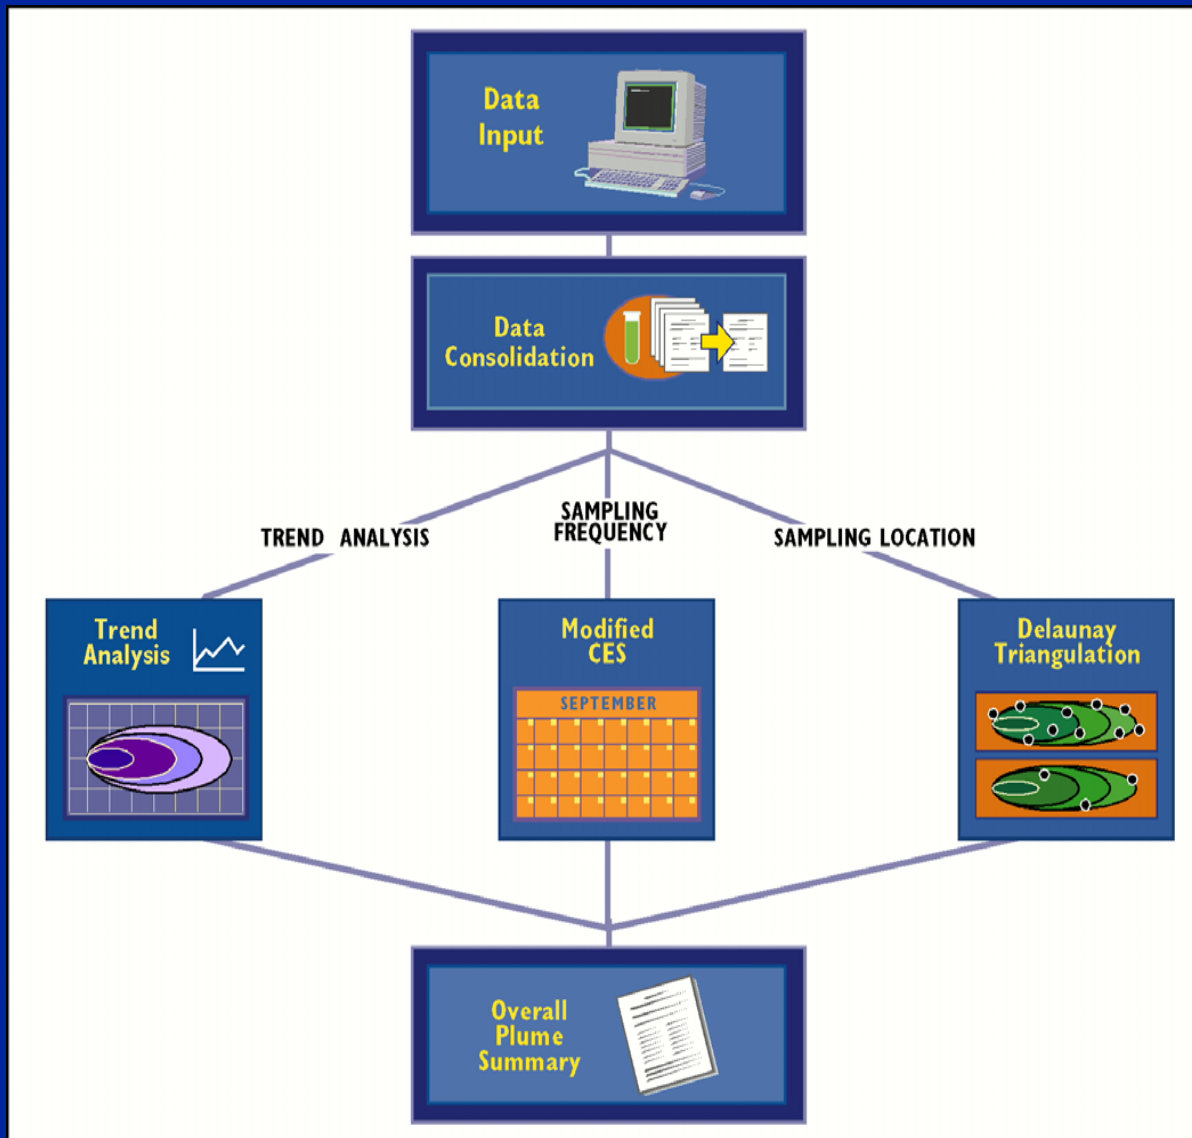 Data
Input
Data
Consolidation
TREND ANALYSIS
SAMPLING
FREQUENCY
SAMPLING LOCATION
Trend
Analysis
Modified
CES
SEPTEMBER
Delaunay
Triangulation
Overall
Plume
Summary